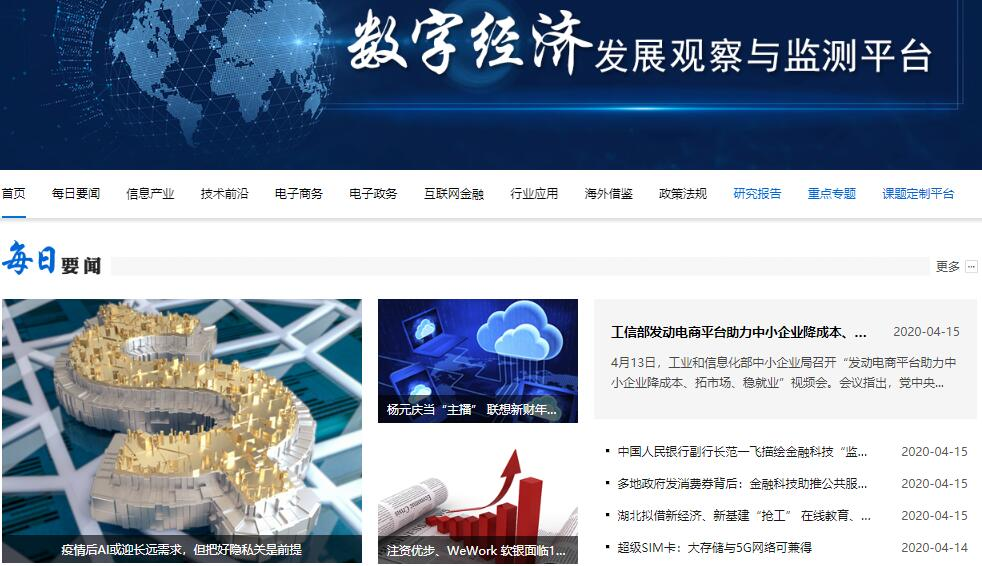 数字经济发展观察与监测平台
首页 每日要闻 信息产业 技术前沿 电子商务 电子政务 互联网金融 行业应用 海外借鉴 政策法规 研究报告 重点专题 课题定制平台
每日要闻
更多
疫情后AI或迎长远需求，但把好隐私关是前提
杨元庆当“主播” 联想新财年...
Economic Crisis
注资优步、WeWork 软银面临1...
工信部发动电商平台助力中小企业降成本、... 2020-04-15
4月13日，工业和信息化部中小企业局召开“发动电商平台助力中
小企业降成本、拓市场、稳就业”视频会。会议指出，党中央...
中国人民银行副行长范一飞描绘金融科技“监... 2020-04-15
多地政府发消费券背后：金融科技助推公共服... 2020-04-15
湖北拟借新经济、新基建“抢工” 在线教育、... 2020-04-15
超级SIM卡：大存储与5G网络可兼得 2020-04-14